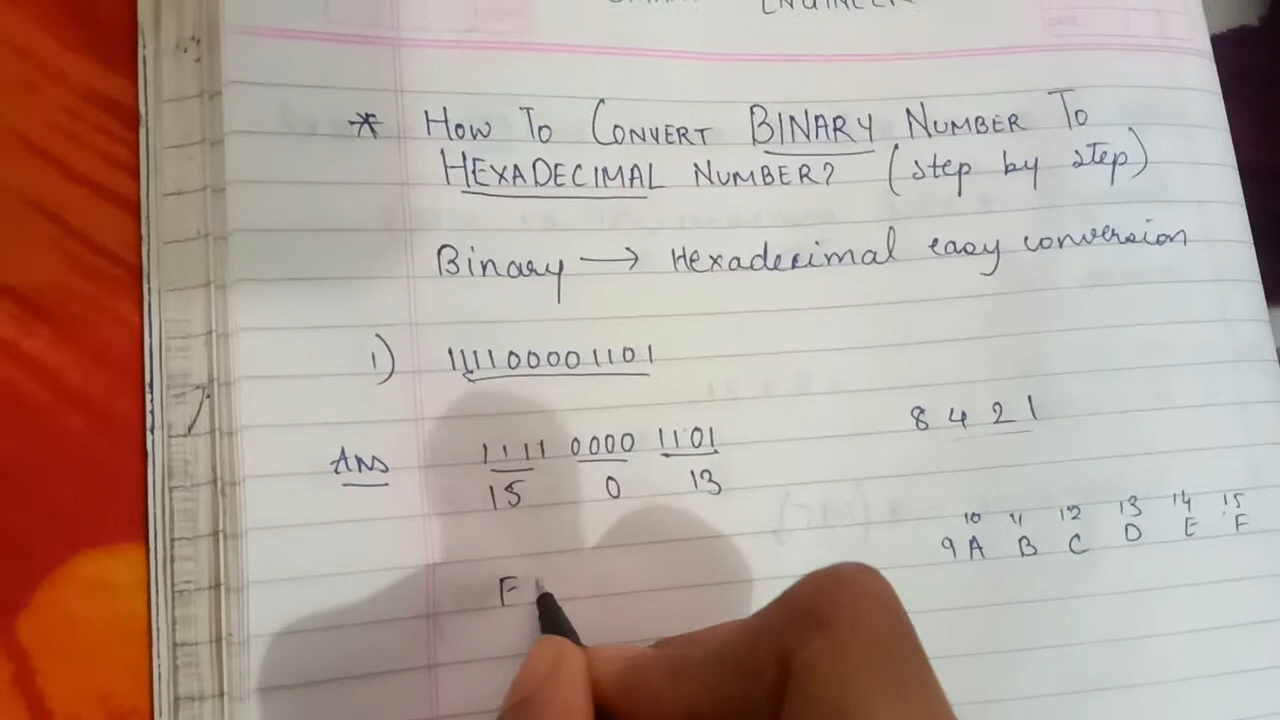 ENGINEER
* HOW TO CONVERT BINARY NUMBER TO
HEXADECIMAL NUMBER? (step by step)
Binary → Hexadecimal easy conversion
1) 111100001101
8 4 2 1
Ans 1111 0000 1101
15 0 13
10 11 12 13 14 15
9 A B C D E F
F